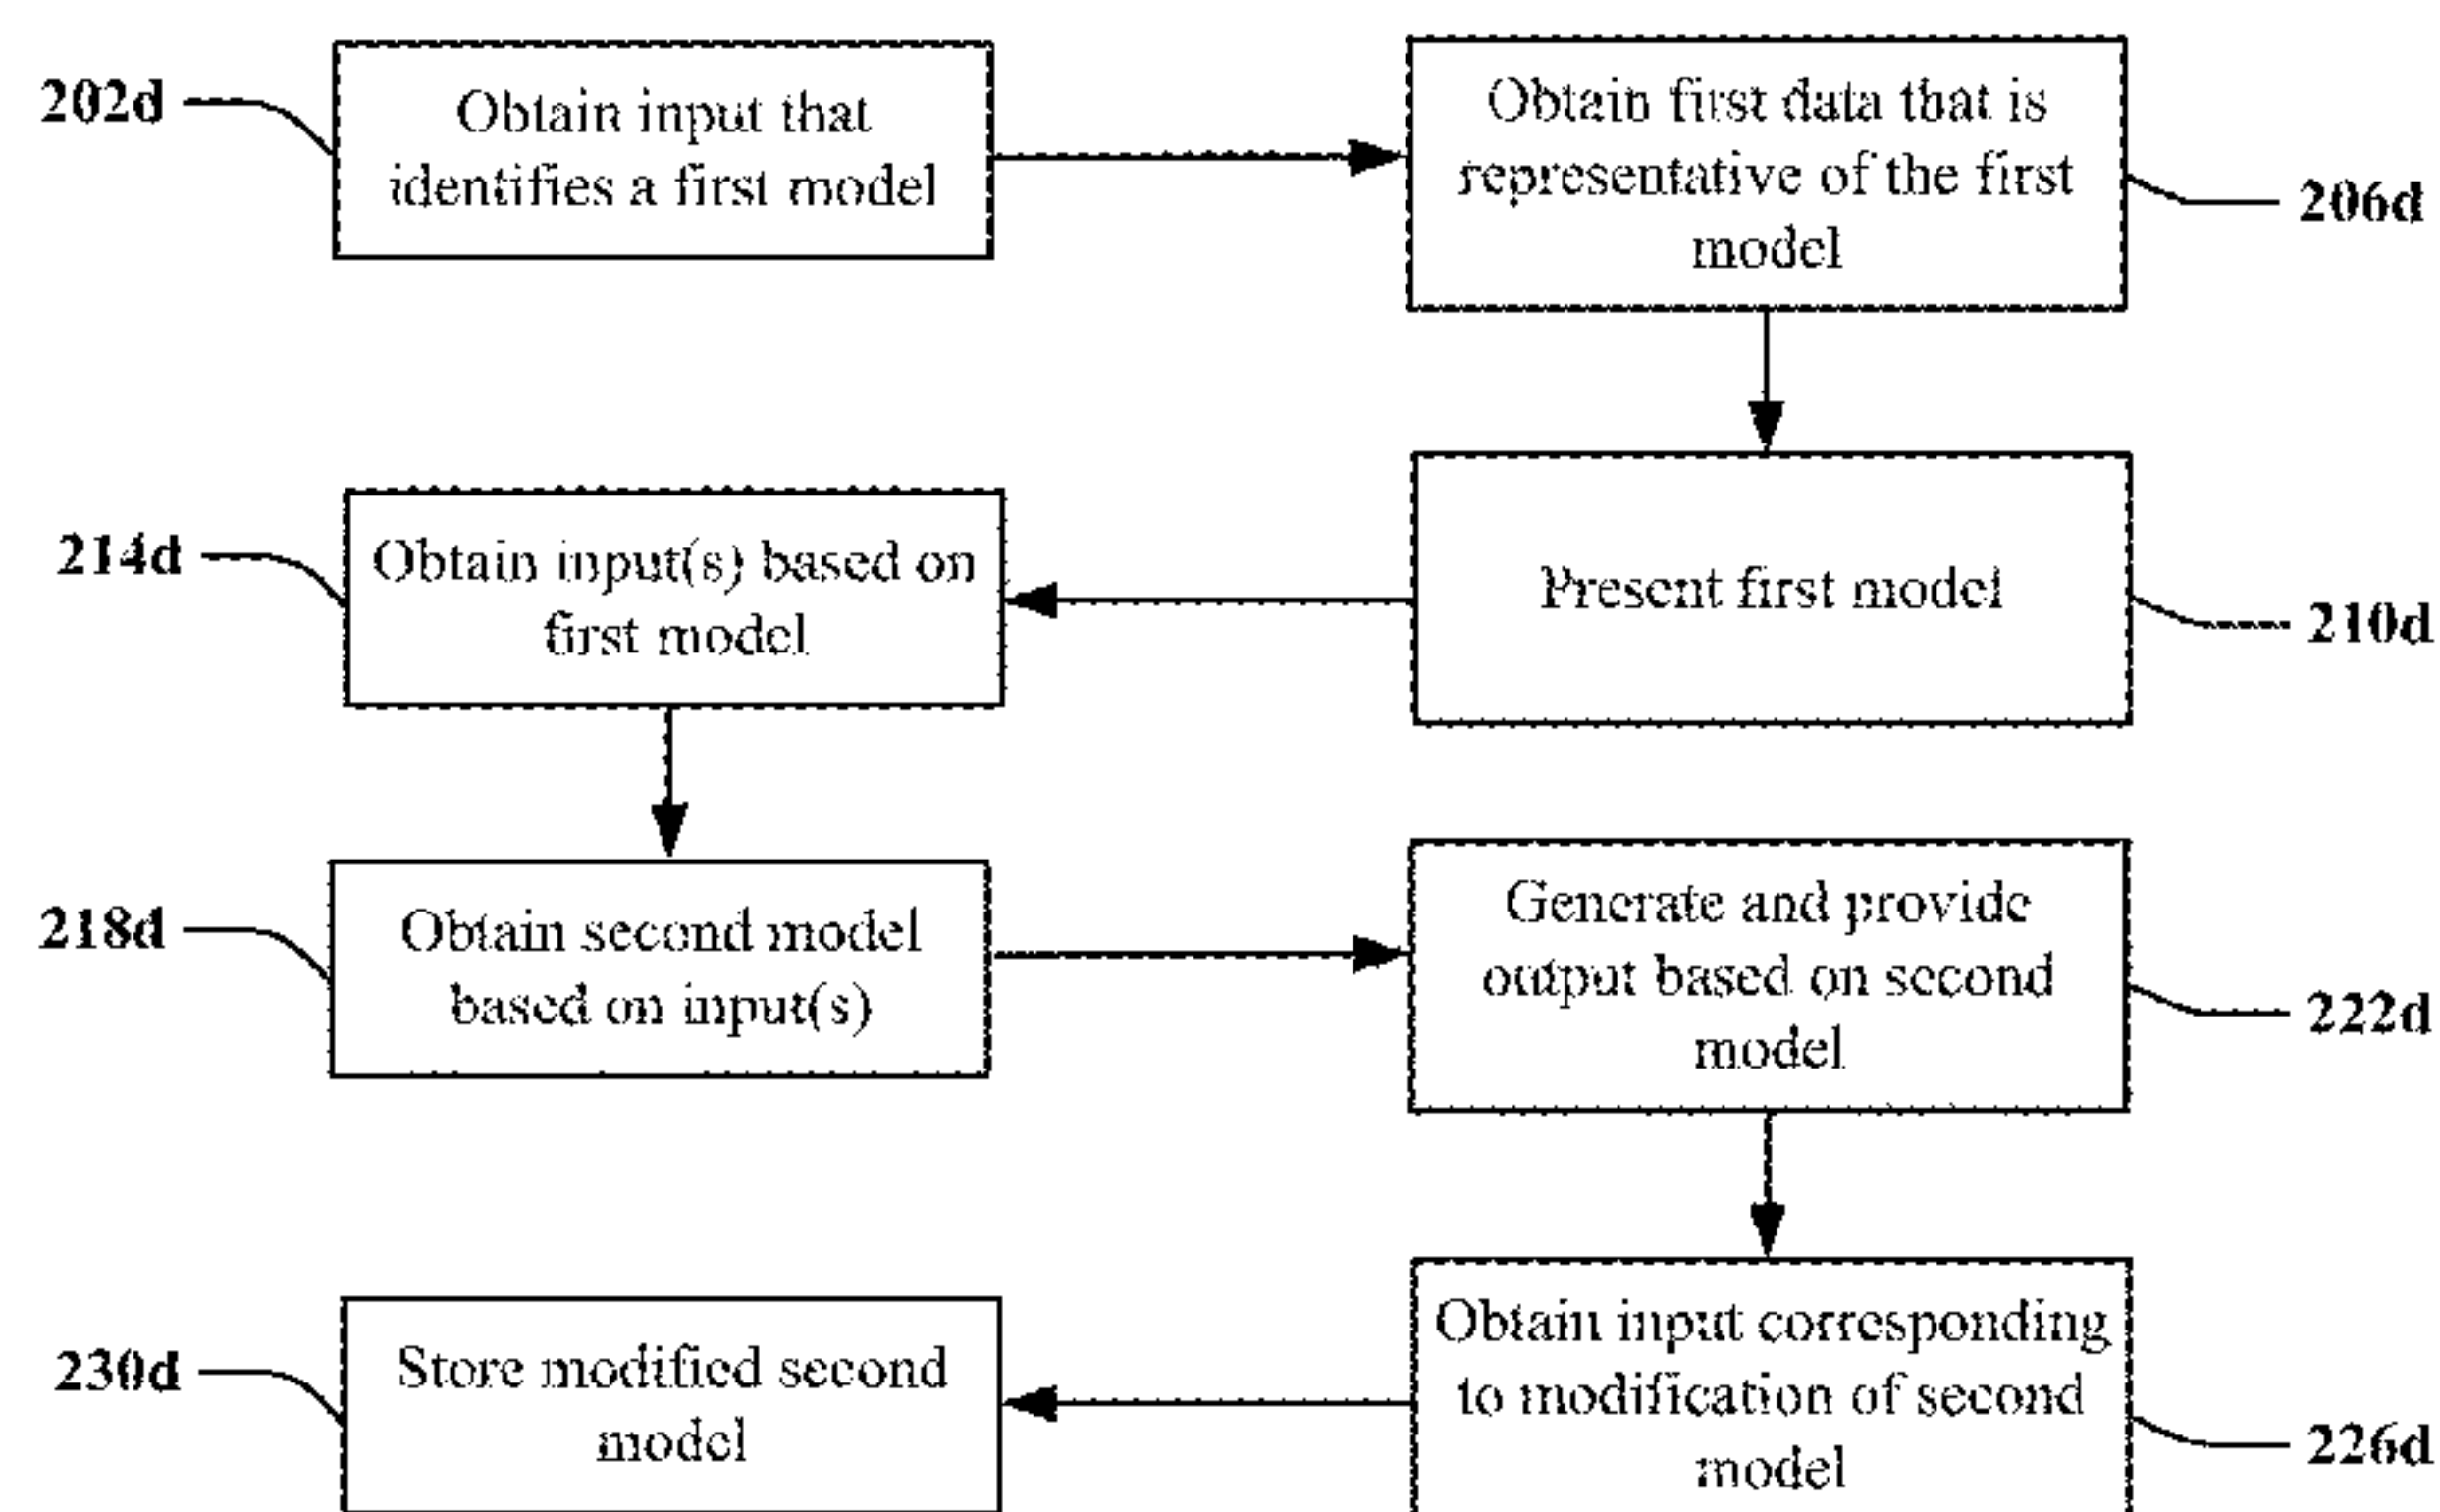 202d
Obtain input that
identifies a first model
Obtain first data that is
representative of the first
model
206d
Present first model
210d
214d
Obtain input(s) based on
first model
218d
Obtain second model
based on input(s)
Generate and provide
output based on second
model
222d
Obtain input corresponding
to modification of second
model
226d
230d
Store modified second
model